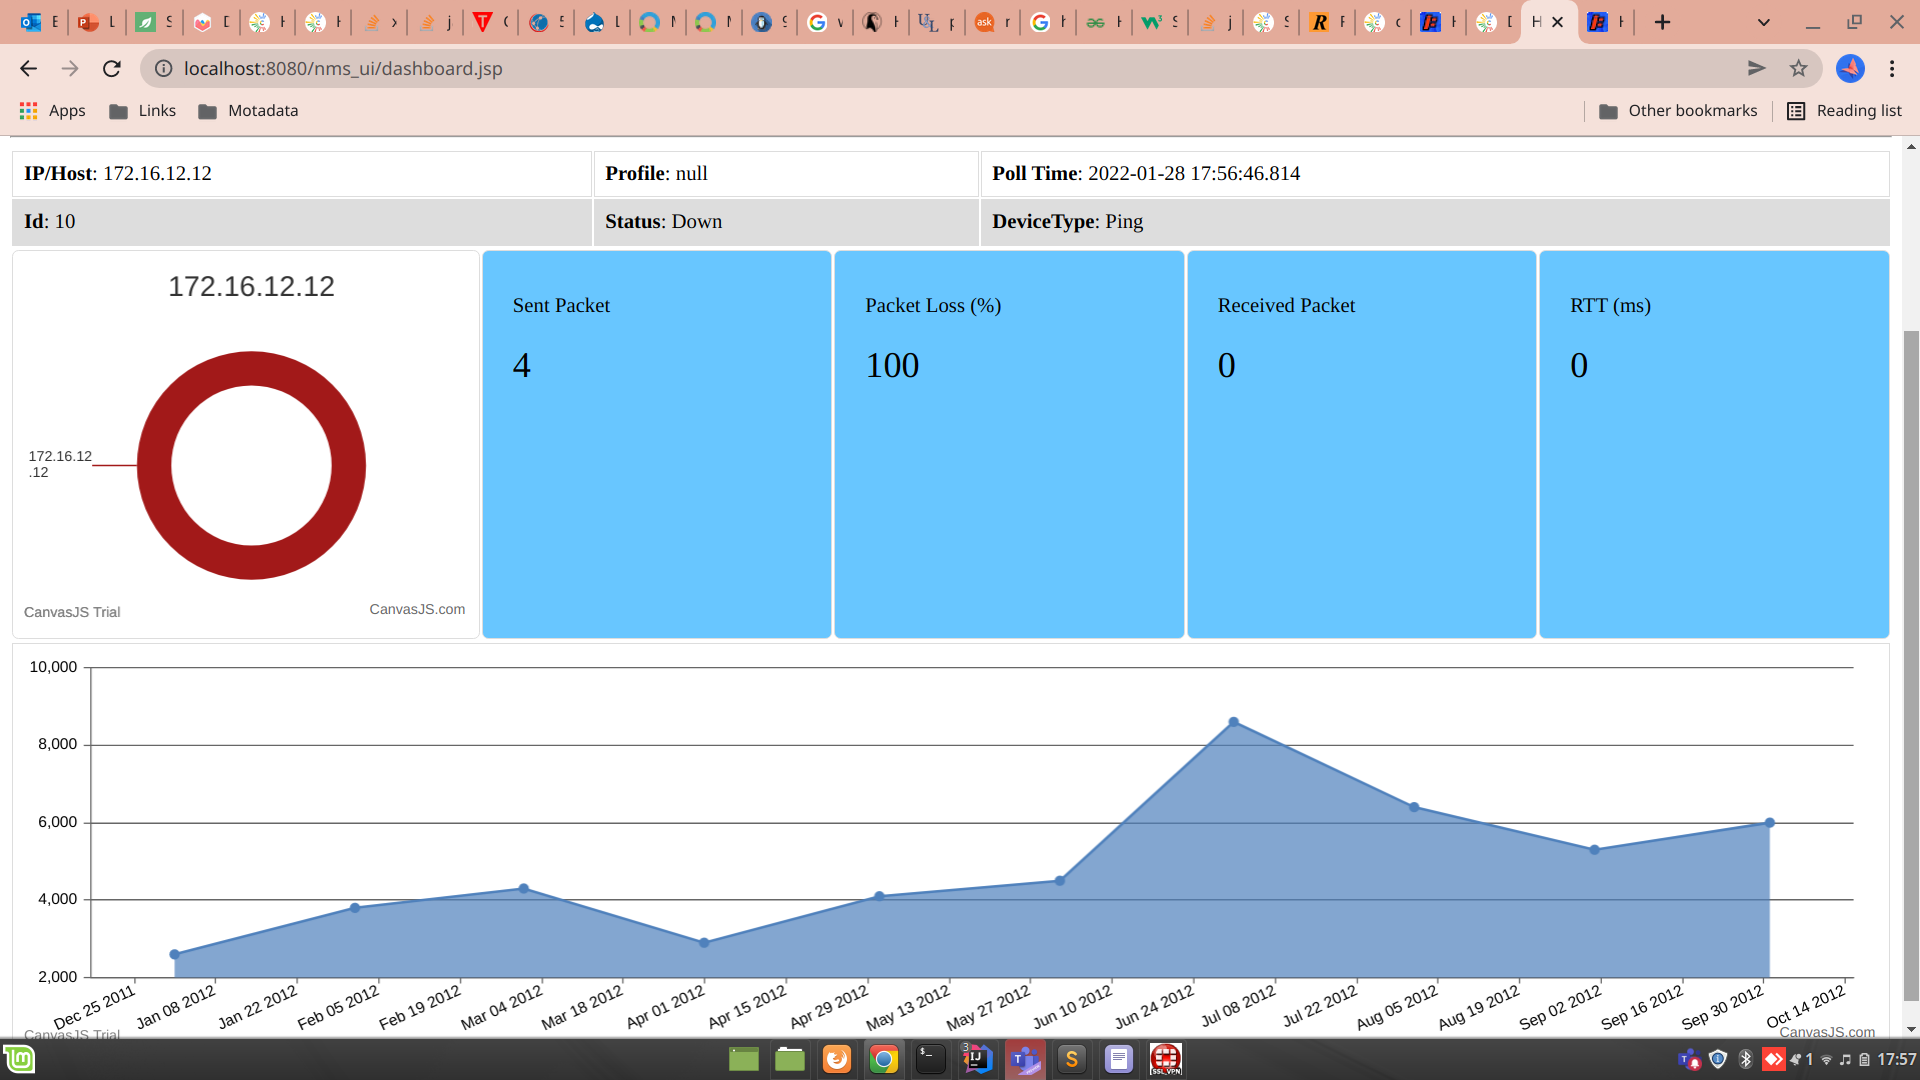 localhost:8080/nms_ui/dashboard.jsp
Apps Links Motadata Other bookmarks Reading list
IP/Host: 172.16.12.12 Profile: null Poll Time: 2022-01-28 17:56:46.814
Id: 10 Status: Down DeviceType: Ping
172.16.12.12
172.16.12
.12
CanvasJS Trial CanvasJS.com
Sent Packet
4
Packet Loss (%)
100
Received Packet
0
RTT (ms)
0
10,000
8,000
6,000
4,000
2,000
Dec 25 2011 Jan 08 2012 Jan 22 2012 Feb 05 2012 Feb 19 2012 Mar 04 2012 Mar 18 2012 Apr 01 2012 Apr 15 2012 Apr 29 2012 May 13 2012 May 27 2012 Jun 10 2012 Jun 24 2012 Jul 08 2012 Jul 22 2012 Aug 05 2012 Aug 19 2012 Sep 02 2012 Sep 16 2012 Sep 30 2012 Oct 14 2012
CanvasJS Trial CanvasJS.com
3 IJ T S SSL_VPN 1 17:57